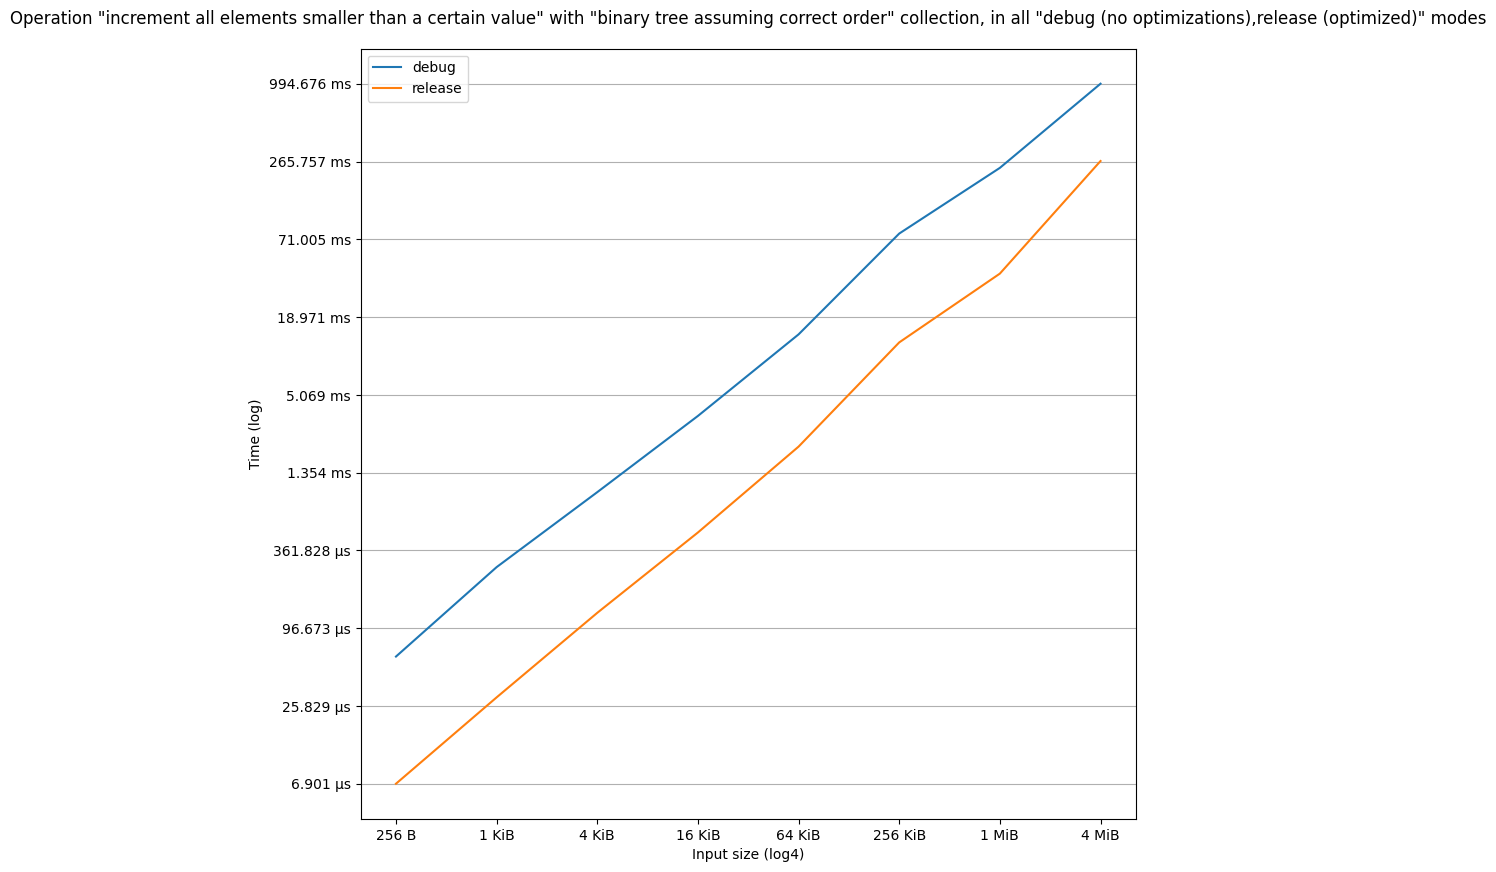 Operation "increment all elements smaller than a certain value" with "binary tree assuming correct order" collection, in all "debug (no optimizations),release (optimized)" modes
debug
release
994.676 ms
265.757 ms
71.005 ms
18.971 ms
5.069 ms
1.354 ms
361.828 µs
96.673 µs
25.829 µs
6.901 µs
Time (log)
256 B 1 KiB 4 KiB 16 KiB 64 KiB 256 KiB 1 MiB 4 MiB
Input size (log4)